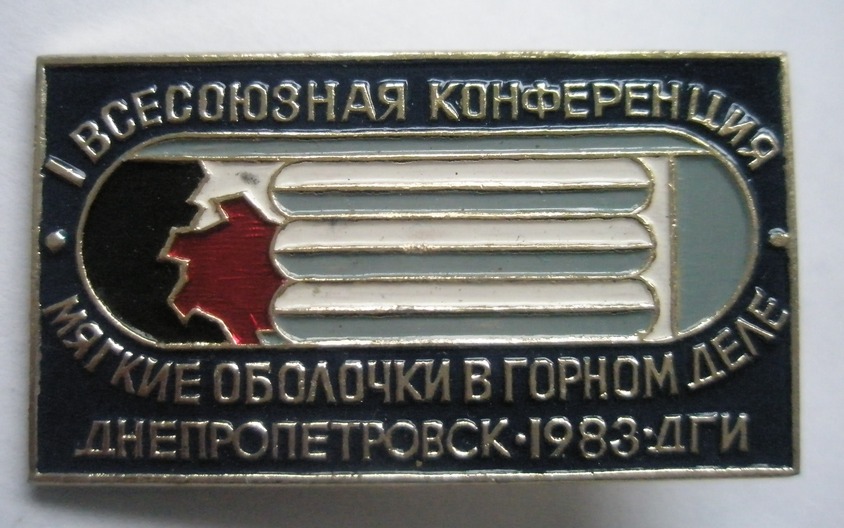 I ВСЕСОЮЗНАЯ КОНФЕРЕНЦИЯ
МЯГКИЕ ОБОЛОЧКИ В ГОРНОМ ДЕЛЕ
ДНЕПРОПЕТРОВСК·1983·ДГИ